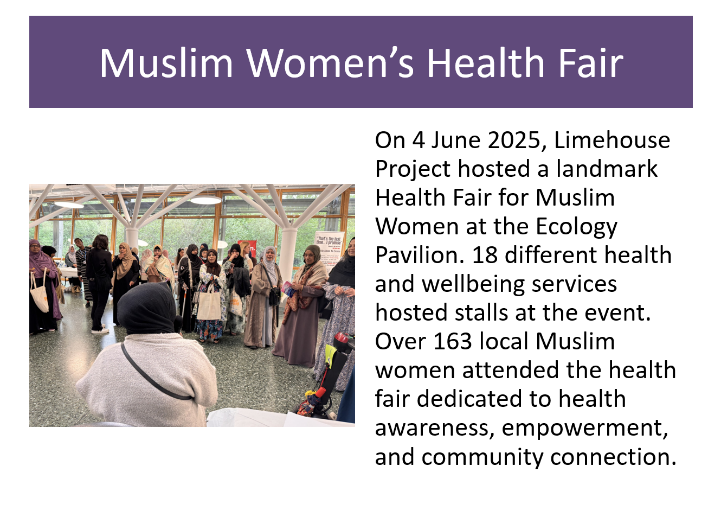 Muslim Women’s Health Fair
On 4 June 2025, Limehouse
Project hosted a landmark
Health Fair for Muslim
Women at the Ecology
Pavilion. 18 different health
and wellbeing services
hosted stalls at the event.
Over 163 local Muslim
women attended the health
fair dedicated to health
awareness, empowerment,
and community connection.